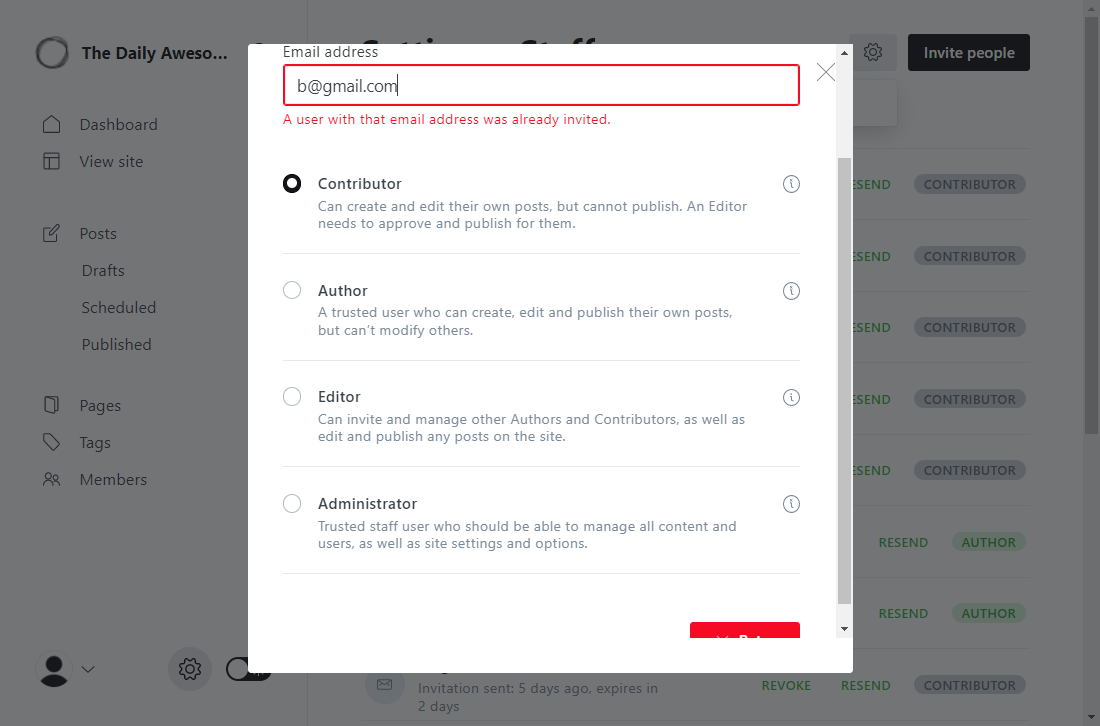 The Daily Aweso...
Invite people
Dashboard
View site
Posts
Drafts
Scheduled
Published
Pages
Tags
Members
Email address
b@gmail.com
A user with that email address was already invited.
Contributor
Can create and edit their own posts, but cannot publish. An Editor
needs to approve and publish for them.
Author
A trusted user who can create, edit and publish their own posts,
but can't modify others.
Editor
Can invite and manage other Authors and Contributors, as well as
edit and publish any posts on the site.
Administrator
Trusted staff user who should be able to manage all content and
users, as well as site settings and options.
CONTRIBUTOR
CONTRIBUTOR
CONTRIBUTOR
CONTRIBUTOR
CONTRIBUTOR
RESEND AUTHOR
RESEND AUTHOR
REVOKE RESEND CONTRIBUTOR
Invitation sent: 5 days ago, expires in
2 days